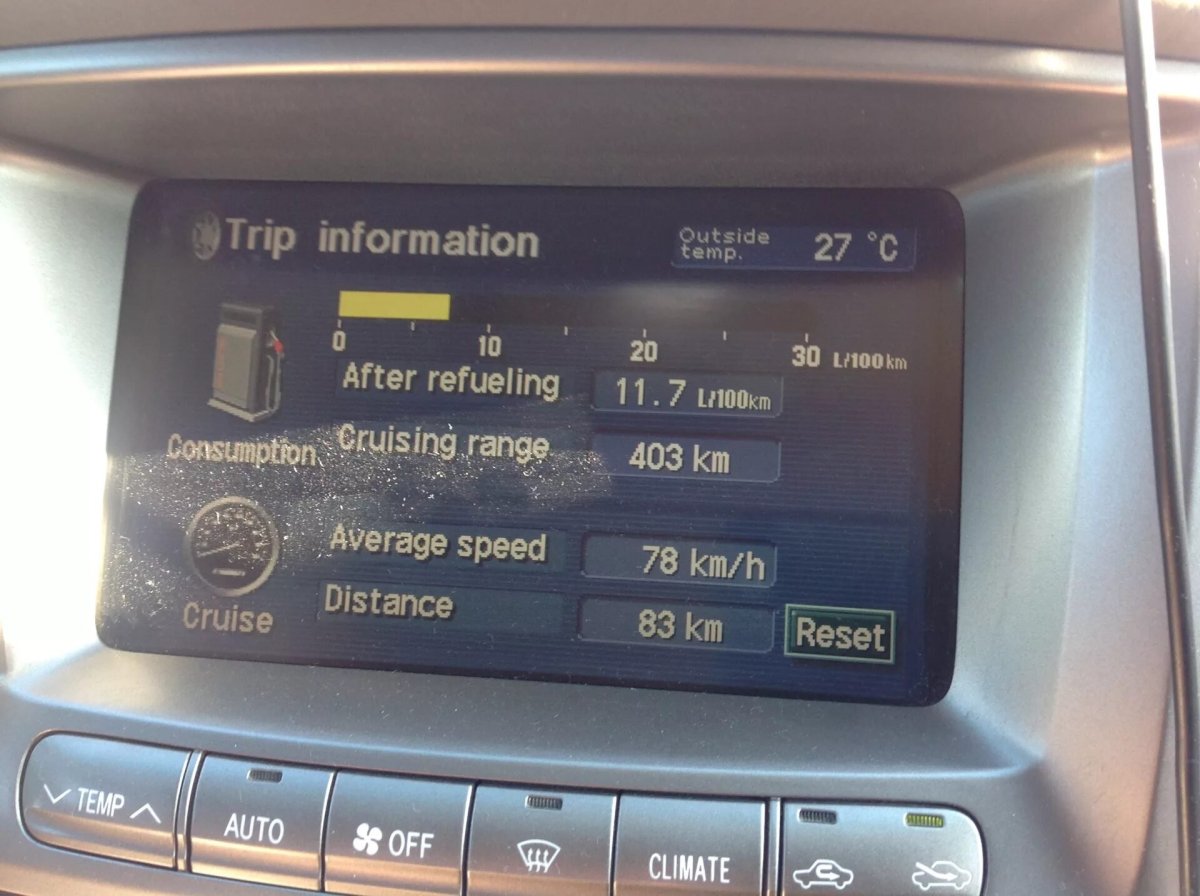 Trip information
Outside temp. 27 °C
0 10 20 30 L/100km
After refueling 11.7 L/100km
Cruising range 403 km
Consumption
Average speed 78 km/h
Distance 83 km
Cruise
Reset
TEMP AUTO OFF CLIMATE